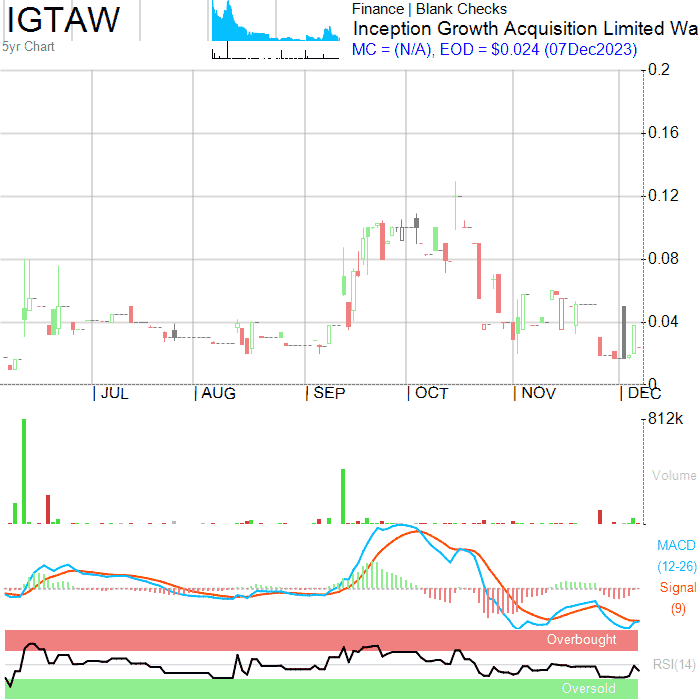 IGTAW
5yr Chart
Finance | Blank Checks
Inception Growth Acquisition Limited Wa
MC = (N/A), EOD = $0.024 (07Dec2023)
0.2
0.16
0.12
0.08
0.04
0
| JUL | AUG | SEP | OCT | NOV | DEC
812k
Volume
MACD
(12-26)
Signal
(9)
Overbought
RSI(14)
Oversold